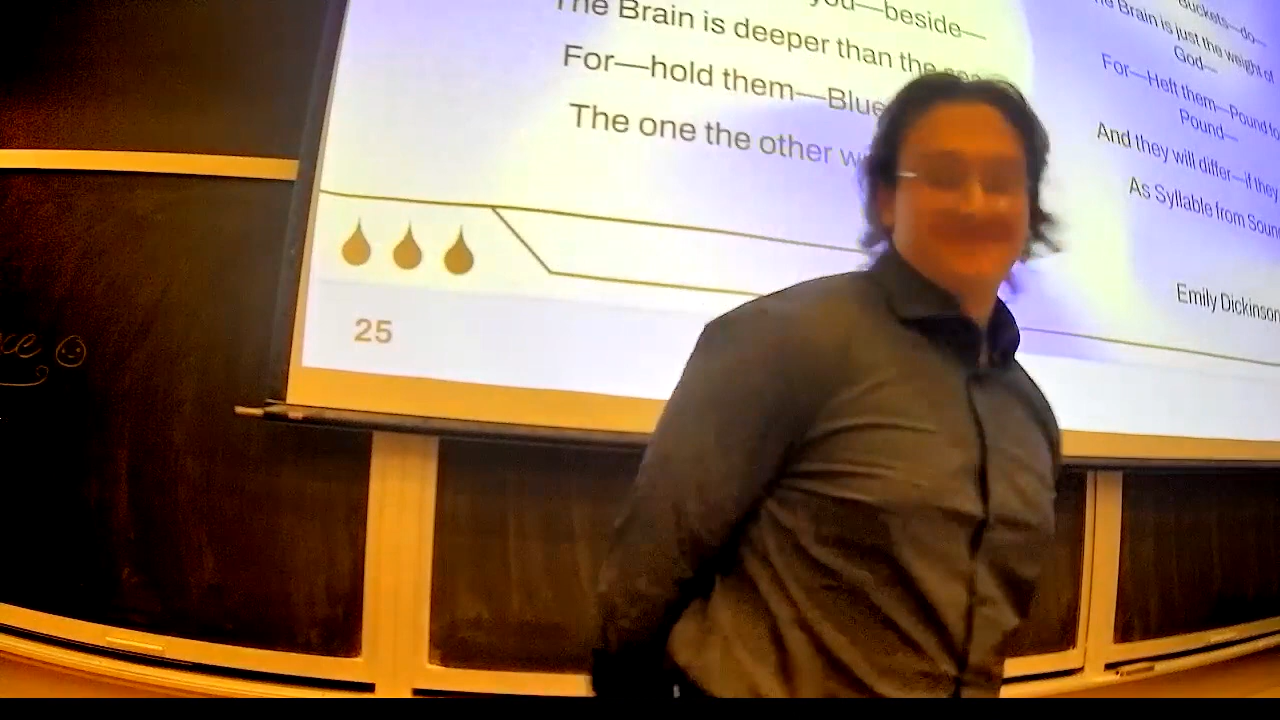 you—beside—
The Brain is deeper than the sea
For—hold them—Blue
The one the other
25
Buckets—do—
The Brain is just the weight of
God—
For—Heft them—Pound for
Pound—
And they will differ—if they
As Syllable from Sound
Emily Dickinson